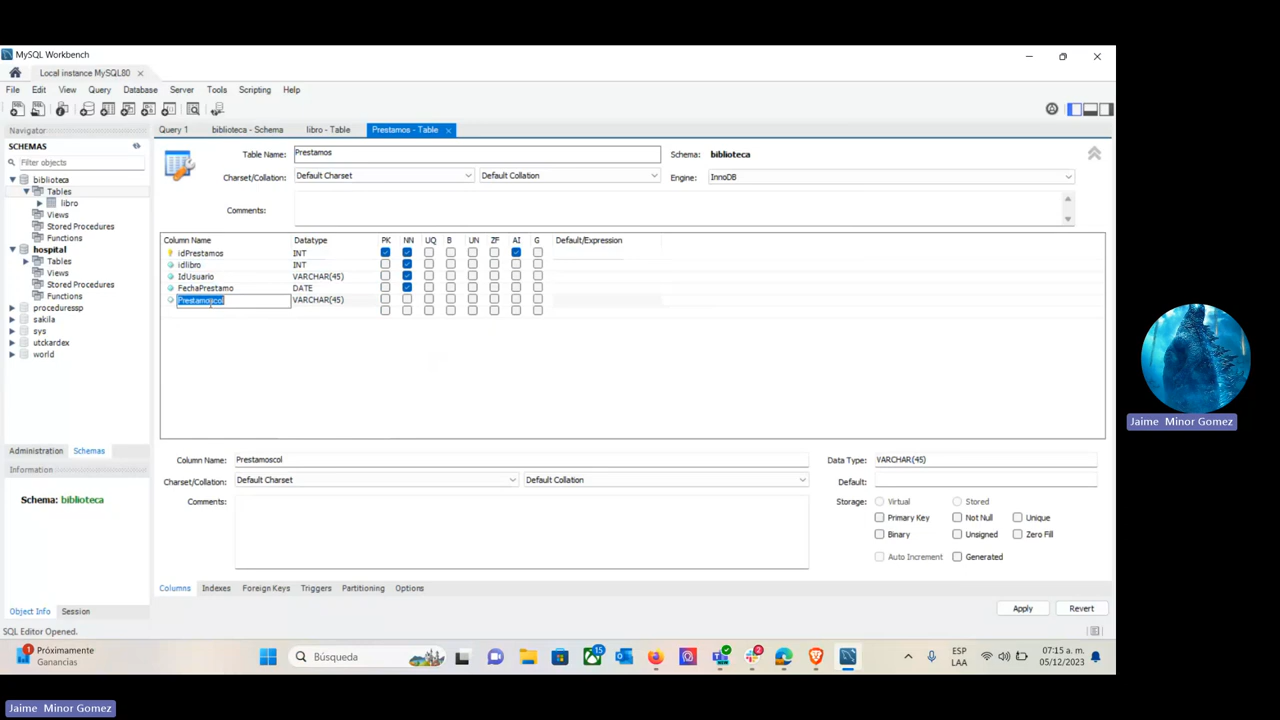 MySQL Workbench
Local instance MySQL80
File Edit View Query Database Server Tools Scripting Help
Navigator
SCHEMAS
Filter objects
biblioteca
Tables
libro
Views
Stored Procedures
Functions
hospital
Tables
Views
Stored Procedures
Functions
proceduressp
sakila
sys
utckardex
world
Administration Schemas
Information
Schema: biblioteca
Object Info Session
SQL Editor Opened.
Query 1 biblioteca - Schema libro - Table Prestamos - Table
Table Name: Prestamos Schema: biblioteca
Charset/Collation: Default Charset Default Collation Engine: InnoDB
Comments:
Column Name Datatype PK NN UQ B UN ZF AI G Default/Expression
idPrestamos INT
idlibro INT
IdUsuario VARCHAR(45)
FechaPrestamo DATE
Prestamoscol VARCHAR(45)
Column Name: Prestamoscol Data Type: VARCHAR(45)
Charset/Collation: Default Charset Default Collation Default:
Comments: Storage: Virtual Stored
Primary Key Not Null Unique
Binary Unsigned Zero Fill
Auto Increment Generated
Columns Indexes Foreign Keys Triggers Partitioning Options
Apply Revert
1 Próximamente
Ganancias
Búsqueda
15
2
ESP
LAA
07:15 a. m.
05/12/2023
Jaime Minor Gomez
Jaime Minor Gomez